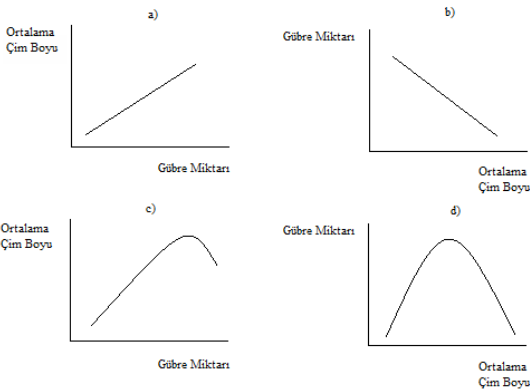 a)
Ortalama
Çim Boyu
Gübre Miktarı
b)
Gübre Miktarı
Ortalama
Çim Boyu
c)
Ortalama
Çim Boyu
Gübre Miktarı
d)
Gübre Miktarı
Ortalama
Çim Boyu